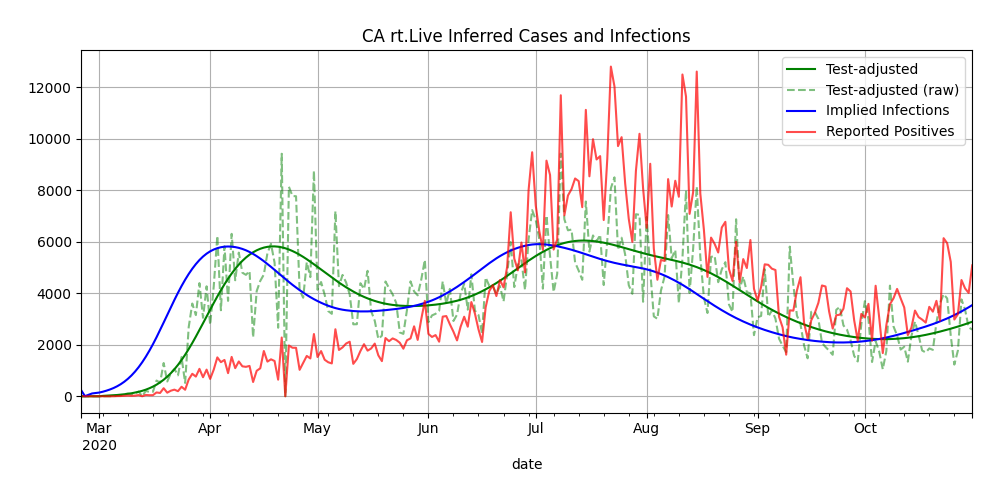 CA rt.Live Inferred Cases and Infections
Test-adjusted
Test-adjusted (raw)
Implied Infections
Reported Positives
12000
10000
8000
6000
4000
2000
0
Mar Apr May Jun Jul Aug Sep Oct
2020
date